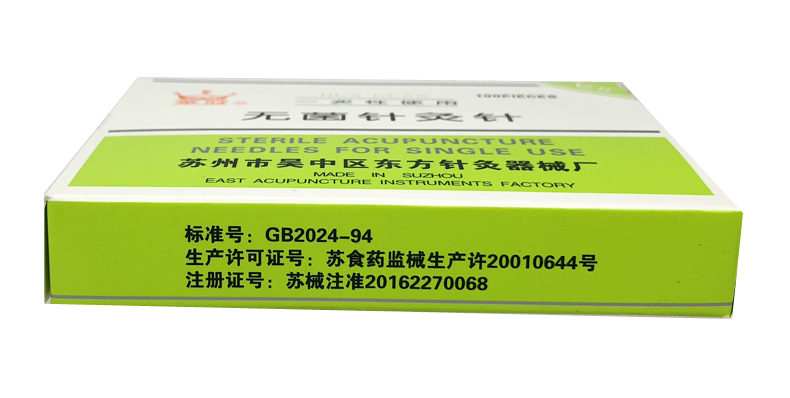 华冠
HUA GUAN
100PIECES
一次性使用
无菌针灸针
STERILE ACUPUNCTURE
NEEDLES FOR SINGLE USE
苏州市吴中区东方针灸器械厂
MADE IN SUZHOU
EAST ACUPUNCTURE INSTRUMENTS FACTORY
标准号：GB2024-94
生产许可证号：苏食药监械生产许20010644号
注册证号：苏械注准20162270068